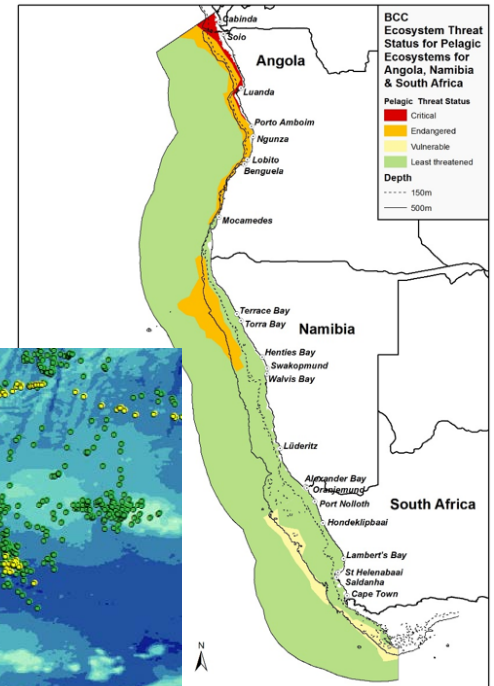 BCC
Ecosystem Threat
Status for Pelagic
Ecosystems for
Angola, Namibia
& South Africa
Pelagic Threat Status
Critical
Endangered
Vulnerable
Least threatened
Depth
150m
500m
Cabinda
Soio
Angola
Luanda
Porto Amboim
Ngunza
Lobito
Benguela
Mocamedes
Terrace Bay
Torra Bay
Namibia
Henties Bay
Swakopmund
Walvis Bay
Lüderitz
Alexander Bay
Oranjemund
Port Nolloth
South Africa
Hondeklipbaai
Lambert's Bay
St Helenabaai
Saldanha
Cape Town
N